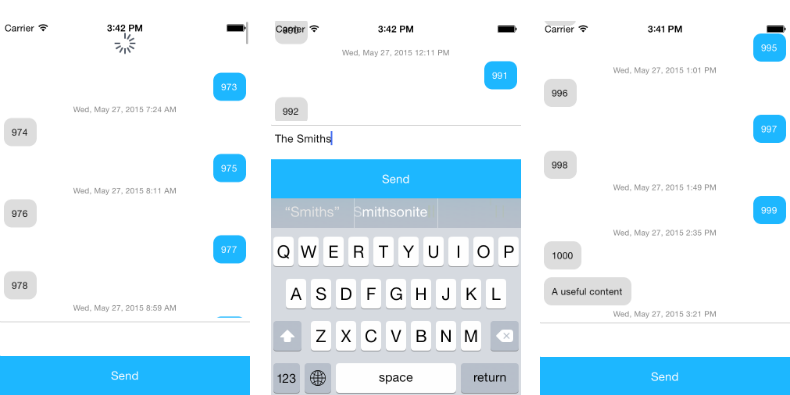 Carrier 3:42 PM
973
Wed, May 27, 2015 7:24 AM
974
975
Wed, May 27, 2015 8:11 AM
976
977
978
Wed, May 27, 2015 8:59 AM
Send
Carrier 3:42 PM
990
Wed, May 27, 2015 12:11 PM
991
992
The Smiths
Send
“Smiths” Smithsonite
Q W E R T Y U I O P
A S D F G H J K L
Z X C V B N M
123 space return
Carrier 3:41 PM
995
Wed, May 27, 2015 1:01 PM
996
997
998
Wed, May 27, 2015 1:49 PM
999
Wed, May 27, 2015 2:35 PM
1000
A useful content
Wed, May 27, 2015 3:21 PM
Send